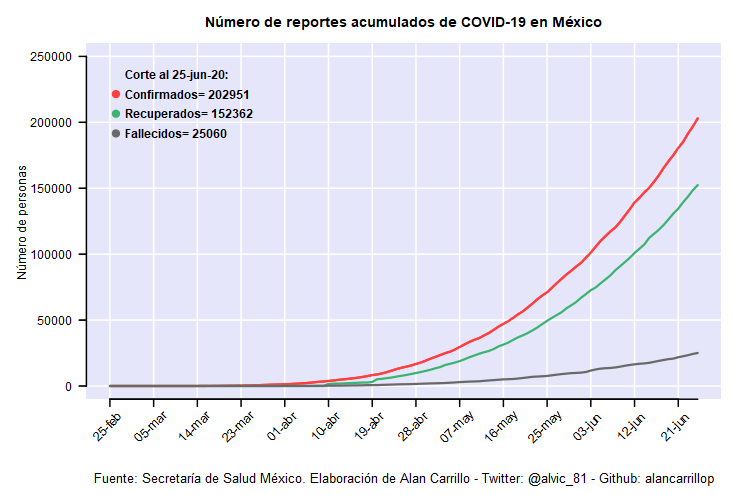 Número de reportes acumulados de COVID-19 en México
Corte al 25-jun-20:
Confirmados= 202951
Recuperados= 152362
Fallecidos= 25060
Número de personas
250000
200000
150000
100000
50000
0
25-feb
05-mar
14-mar
23-mar
01-abr
10-abr
19-abr
28-abr
07-may
16-may
25-may
03-jun
12-jun
21-jun
Fuente: Secretaría de Salud México. Elaboración de Alan Carrillo - Twitter: @alvic_81 - Github: alancarrillop